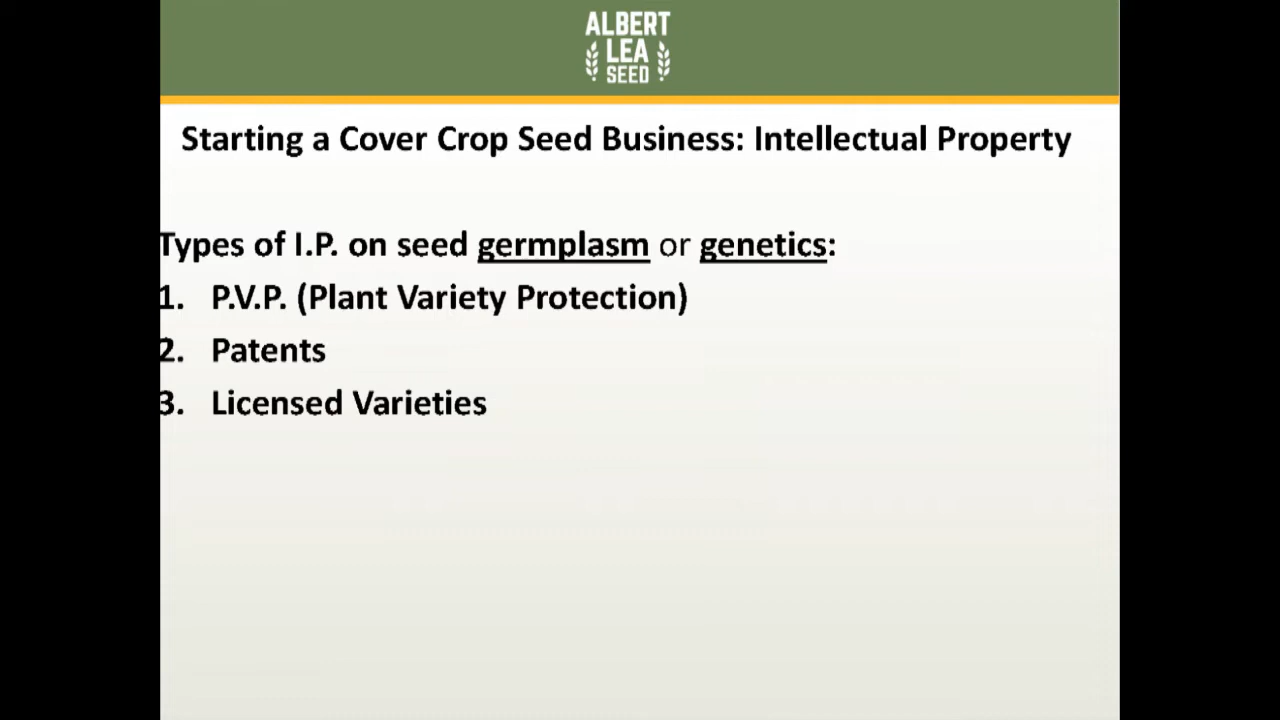 ALBERT
LEA
SEED
Starting a Cover Crop Seed Business: Intellectual Property
Types of I.P. on seed germplasm or genetics:
1. P.V.P. (Plant Variety Protection)
2. Patents
3. Licensed Varieties